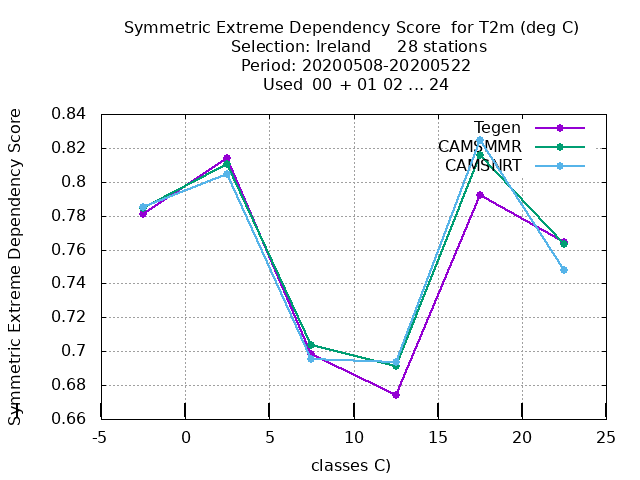 Symmetric Extreme Dependency Score for T2m (deg C)
Selection: Ireland 28 stations
Period: 20200508-20200522
Used 00 + 01 02 ... 24
Symmetric Extreme Dependency Score
y
0.84
0.82
0.8
0.78
0.76
0.74
0.72
0.7
0.68
0.66
Tegen
CAMSMMR
CAMSNRT
-5
0
5
10
15
20
25
classes C)